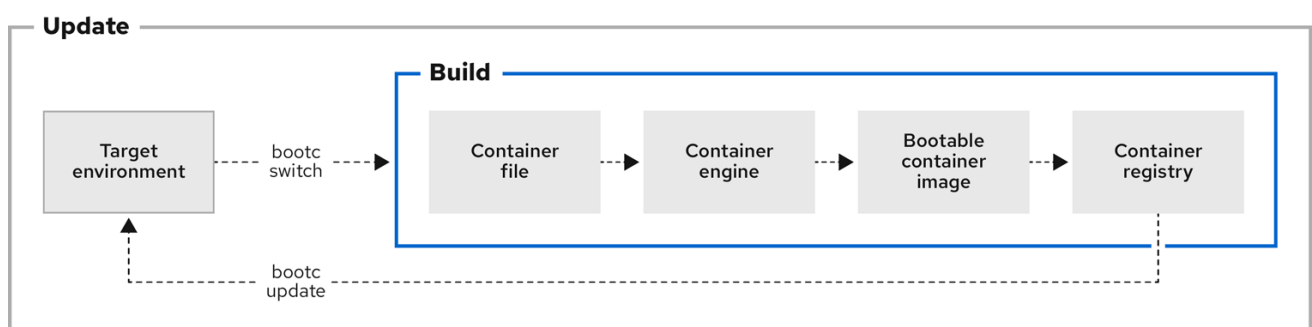 Update
Build
Target
environment
bootc
switch
Container
file
Container
engine
Bootable
container
image
Container
registry
bootc
update